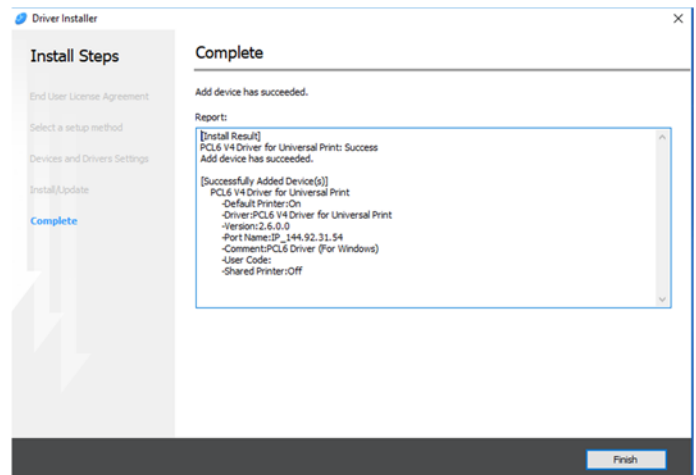 Driver Installer
Install Steps
End User License Agreement
Select a setup method
Devices and Drivers Settings
Install/Update
Complete
Complete
Add device has succeeded.
Report:
[Install Result]
PCL6 V4 Driver for Universal Print: Success
Add device has succeeded.
[Successfully Added Device(s)]
PCL6 V4 Driver for Universal Print
-Default Printer:On
-Driver:PCL6 V4 Driver for Universal Print
-Version:2.6.0.0
-Port Name:IP_144.92.31.54
-Comment:PCL6 Driver (For Windows)
-User Code:
-Shared Printer:Off
Finish